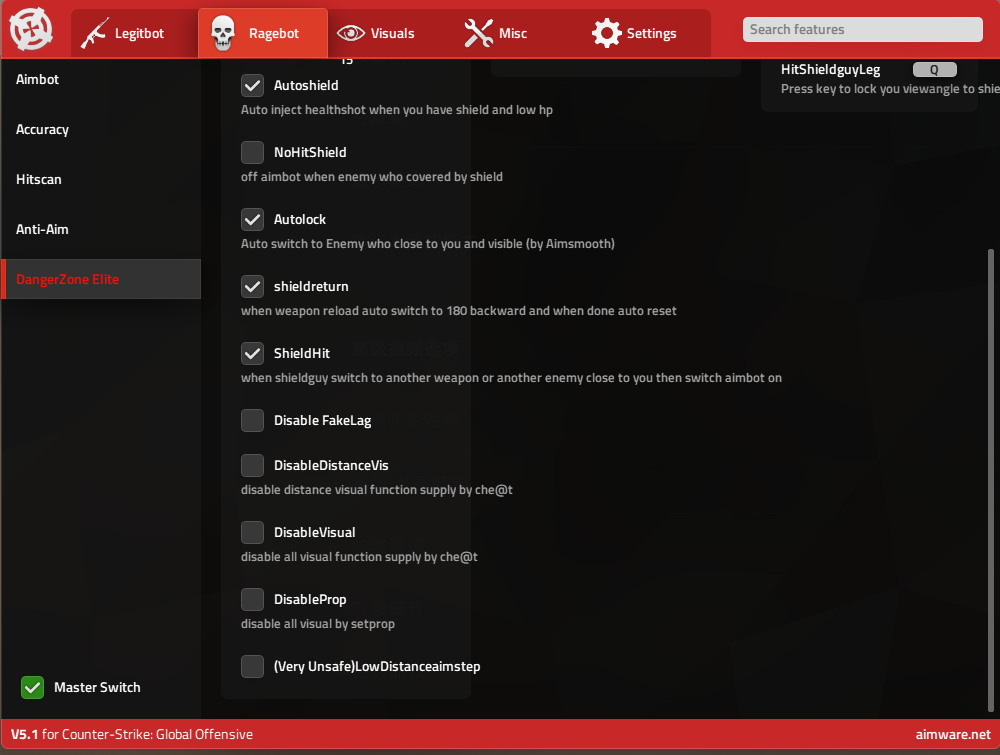 Legitbot
Ragebot
Visuals
Misc
Settings
Search features
Aimbot
Accuracy
Hitscan
Anti-Aim
DangerZone Elite
Master Switch
15
Autoshield
Auto inject healthshot when you have shield and low hp
NoHitShield
off aimbot when enemy who covered by shield
Autolock
Auto switch to Enemy who close to you and visible (by Aimsmooth)
shieldreturn
when weapon reload auto switch to 180 backward and when done auto reset
ShieldHit
when shieldguy switch to another weapon or another enemy close to you then switch aimbot on
Disable FakeLag
DisableDistanceVis
disable distance visual function supply by che@t
DisableVisual
disable all visual function supply by che@t
DisableProp
disable all visual by setprop
(Very Unsafe)LowDistanceaimstep
HitShieldguyLeg
Q
Press key to lock you viewangle to shie
V5.1 for Counter-Strike: Global Offensive
aimware.net